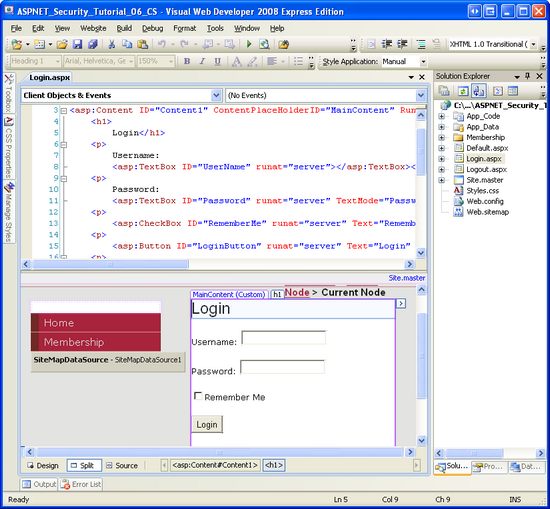 ASPNET_Security_Tutorial_06_CS - Visual Web Developer 2008 Express Edition
File Edit View Website Build Debug Format Tools Window Help
XHTML 1.0 Transitional (
Heading 1 Arial, Helvetica, Ge 150% Style Application: Manual
Toolbox
CSS Properties
Manage Styles
Login.aspx
Client Objects & Events (No Events)
3 <asp:Content ID="Content1" ContentPlaceHolderID="MainContent" Run
4 <h1>
5 Login</h1>
6 <p>
7 Username:
8 <asp:TextBox ID="UserName" runat="server"></asp:TextBox><
9 <p>
10 Password:
11 <asp:TextBox ID="Password" runat="server" TextMode="Passw
12 <p>
13 <asp:CheckBox ID="RememberMe" runat="server" Text="Rememb
14 <p>
15 <asp:Button ID="LoginButton" runat="server" Text="Login"
16 <p>
Site.master
MainContent (Custom) h1 Node > Current Node
Login
Home
Membership
SiteMapDataSource - SiteMapDataSource1
Username:
Password:
Remember Me
Login
Design Split Source <asp:Content#Content1> <h1>
Solution Explorer
C:\...\ASPNET_Security_T
App_Code
App_Data
Membership
Default.aspx
Login.aspx
Logout.aspx
Site.master
Styles.css
Web.config
Web.sitemap
Solu... Pro... Dat...
Output Error List
Ready Ln 5 Col 9 Ch 9 INS